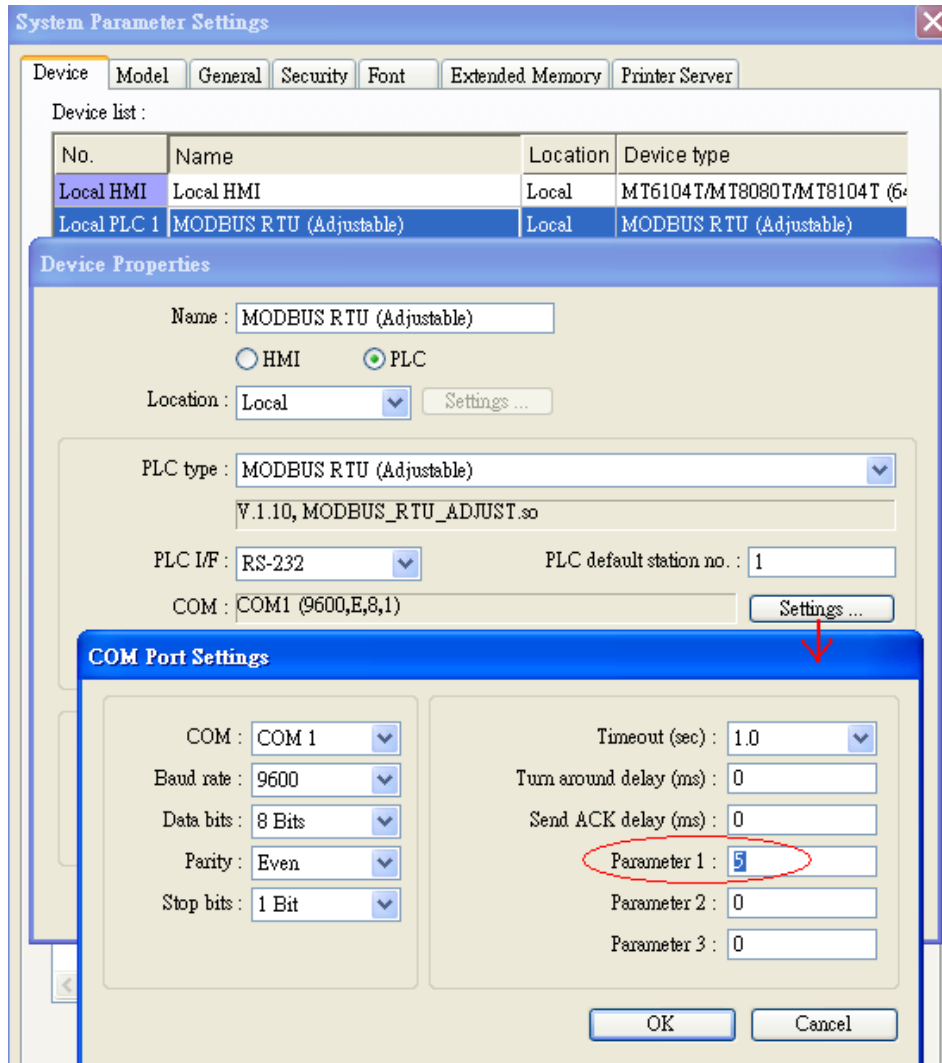 System Parameter Settings
Device Model General Security Font Extended Memory Printer Server
Device list :
No. Name Location Device type
Local HMI Local HMI Local MT6104T/MT8080T/MT8104T (64
Local PLC 1 MODBUS RTU (Adjustable) Local MODBUS RTU (Adjustable)
Device Properties
Name : MODBUS RTU (Adjustable)
HMI PLC
Location : Local Settings ...
PLC type : MODBUS RTU (Adjustable)
V.1.10, MODBUS_RTU_ADJUST.so
PLC I/F : RS-232 PLC default station no. : 1
COM : COM1 (9600,E,8,1) Settings ...
COM Port Settings
COM : COM 1 Timeout (sec) : 1.0
Baud rate : 9600 Turn around delay (ms) : 0
Data bits : 8 Bits Send ACK delay (ms) : 0
Parity : Even Parameter 1 : 5
Stop bits : 1 Bit Parameter 2 : 0
Parameter 3 : 0
OK Cancel